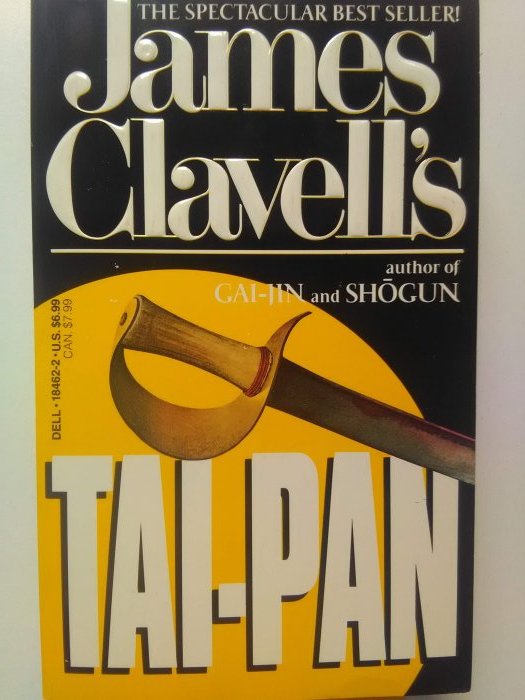 THE SPECTACULAR BEST SELLER!
James
Clavell's
author of
GAI-JIN and SHŌGUN
DELL • 18462-2 • U.S. $6.99
CAN. $7.99
TAI-PAN